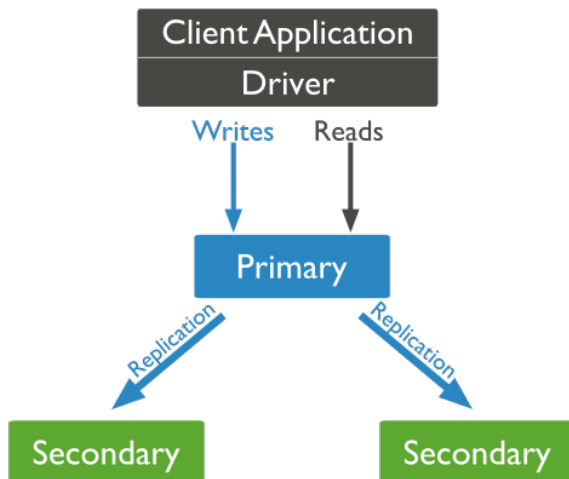 Client Application
Driver
Writes Reads
Primary
Replication Replication
Secondary Secondary